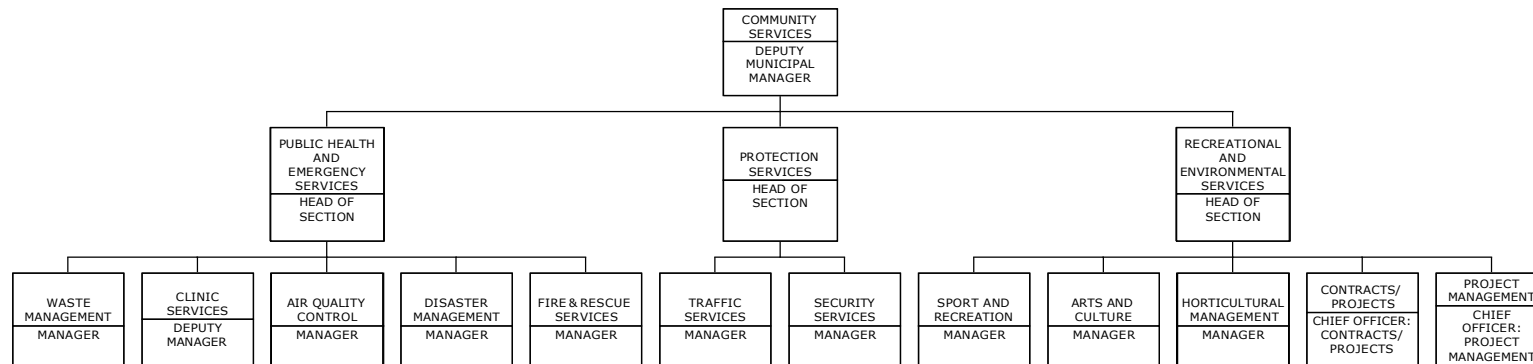 COMMUNITY
SERVICES
DEPUTY
MUNICIPAL
MANAGER
PUBLIC HEALTH
AND
EMERGENCY
SERVICES
HEAD OF
SECTION
PROTECTION
SERVICES
HEAD OF
SECTION
RECREATIONAL
AND
ENVIRONMENTAL
SERVICES
HEAD OF
SECTION
WASTE
MANAGEMENT
MANAGER
CLINIC
SERVICES
DEPUTY
MANAGER
AIR QUALITY
CONTROL
MANAGER
DISASTER
MANAGEMENT
MANAGER
FIRE & RESCUE
SERVICES
MANAGER
TRAFFIC
SERVICES
MANAGER
SECURITY
SERVICES
MANAGER
SPORT AND
RECREATION
MANAGER
ARTS AND
CULTURE
MANAGER
HORTICULTURAL
MANAGEMENT
MANAGER
CONTRACTS/
PROJECTS
CHIEF OFFICER:
CONTRACTS/
PROJECTS
PROJECT
MANAGEMENT
CHIEF
OFFICER:
PROJECT
MANAGEMENT